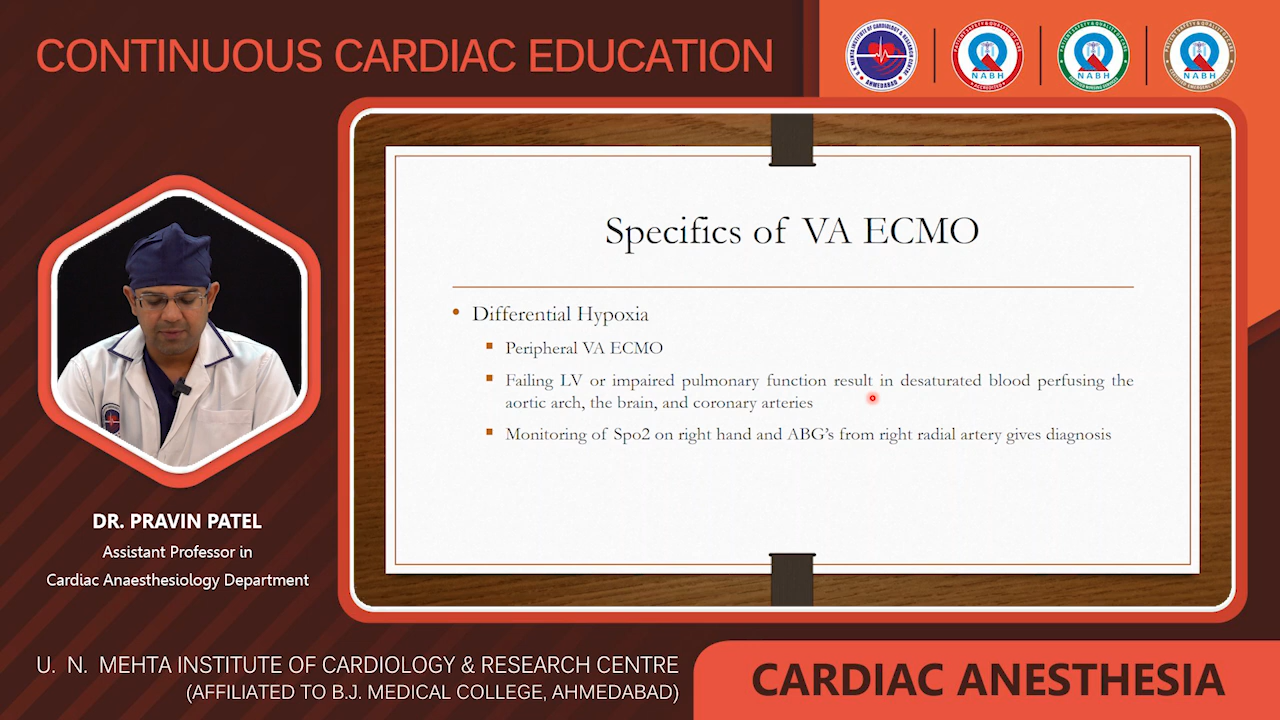 CONTINUOUS CARDIAC EDUCATION
NABH
NABH
NABH
Specifics of VA ECMO
Differential Hypoxia
Peripheral VA ECMO
Failing LV or impaired pulmonary function result in desaturated blood perfusing the
aortic arch, the brain, and coronary arteries
Monitoring of Spo2 on right hand and ABG's from right radial artery gives diagnosis
DR. PRAVIN PATEL
Assistant Professor in
Cardiac Anaesthesiology Department
U. N. MEHTA INSTITUTE OF CARDIOLOGY & RESEARCH CENTRE
(AFFILIATED TO B.J. MEDICAL COLLEGE, AHMEDABAD)
CARDIAC ANESTHESIA